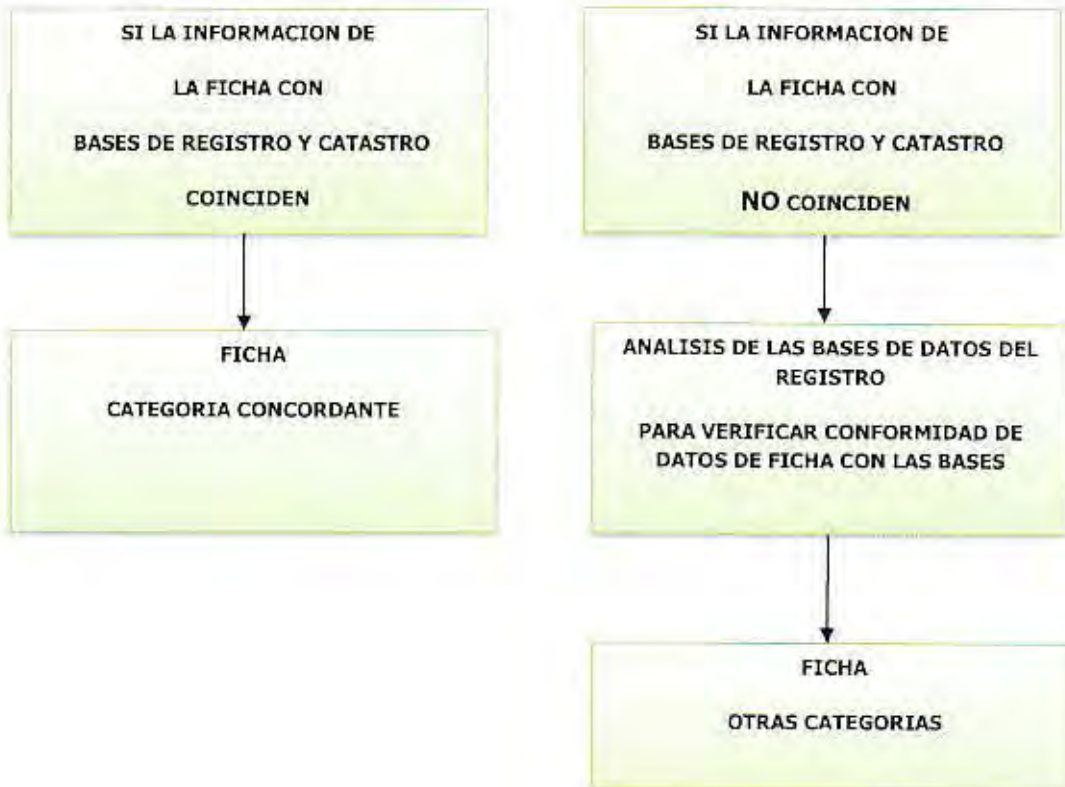 SI LA INFORMACION DE
LA FICHA CON
BASES DE REGISTRO Y CATASTRO
COINCIDEN
FICHA
CATEGORIA CONCORDANTE
SI LA INFORMACION DE
LA FICHA CON
BASES DE REGISTRO Y CATASTRO
NO COINCIDEN
ANALISIS DE LAS BASES DE DATOS DEL
REGISTRO
PARA VERIFICAR CONFORMIDAD DE
DATOS DE FICHA CON LAS BASES
FICHA
OTRAS CATEGORIAS